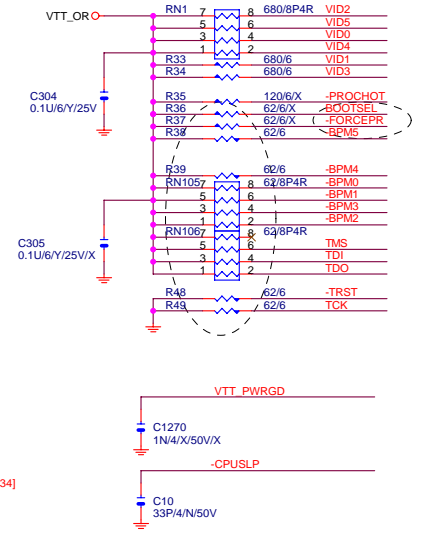 VTT_OR RN1 7 8 680/8P4R VID2
5 6 VID5
3 4 VID0
1 2 VID4
R33 680/6 VID1
R34 680/6 VID3
C304
0.1U/6/Y/25V
R35 120/6/X -PROCHOT
R36 62/6/X BOOTSEL
R37 62/6/X -FORCEPR
R38 62/6 -BPM5
R39 62/6 -BPM4
RN105 7 8 62/8P4R -BPM0
5 6 -BPM1
3 4 -BPM3
1 2 -BPM2
RN106 7 8 62/8P4R
5 6 TMS
3 4 TDI
1 2 TDO
C305
0.1U/6/Y/25V/X
R48 62/6 -TRST
R49 62/6 TCK
VTT_PWRGD
C1270
1N/4/X/50V/X
-CPUSLP
34]
C10
33P/4/N/50V